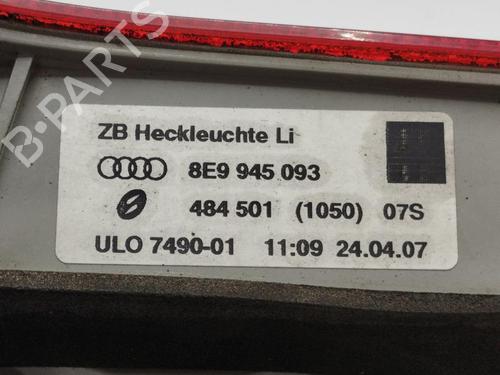 ZB Heckleuchte Li
8E9 945 093
484 501 (1050) 07S
ULO 7490-01 11:09 24.04.07
B-Parts